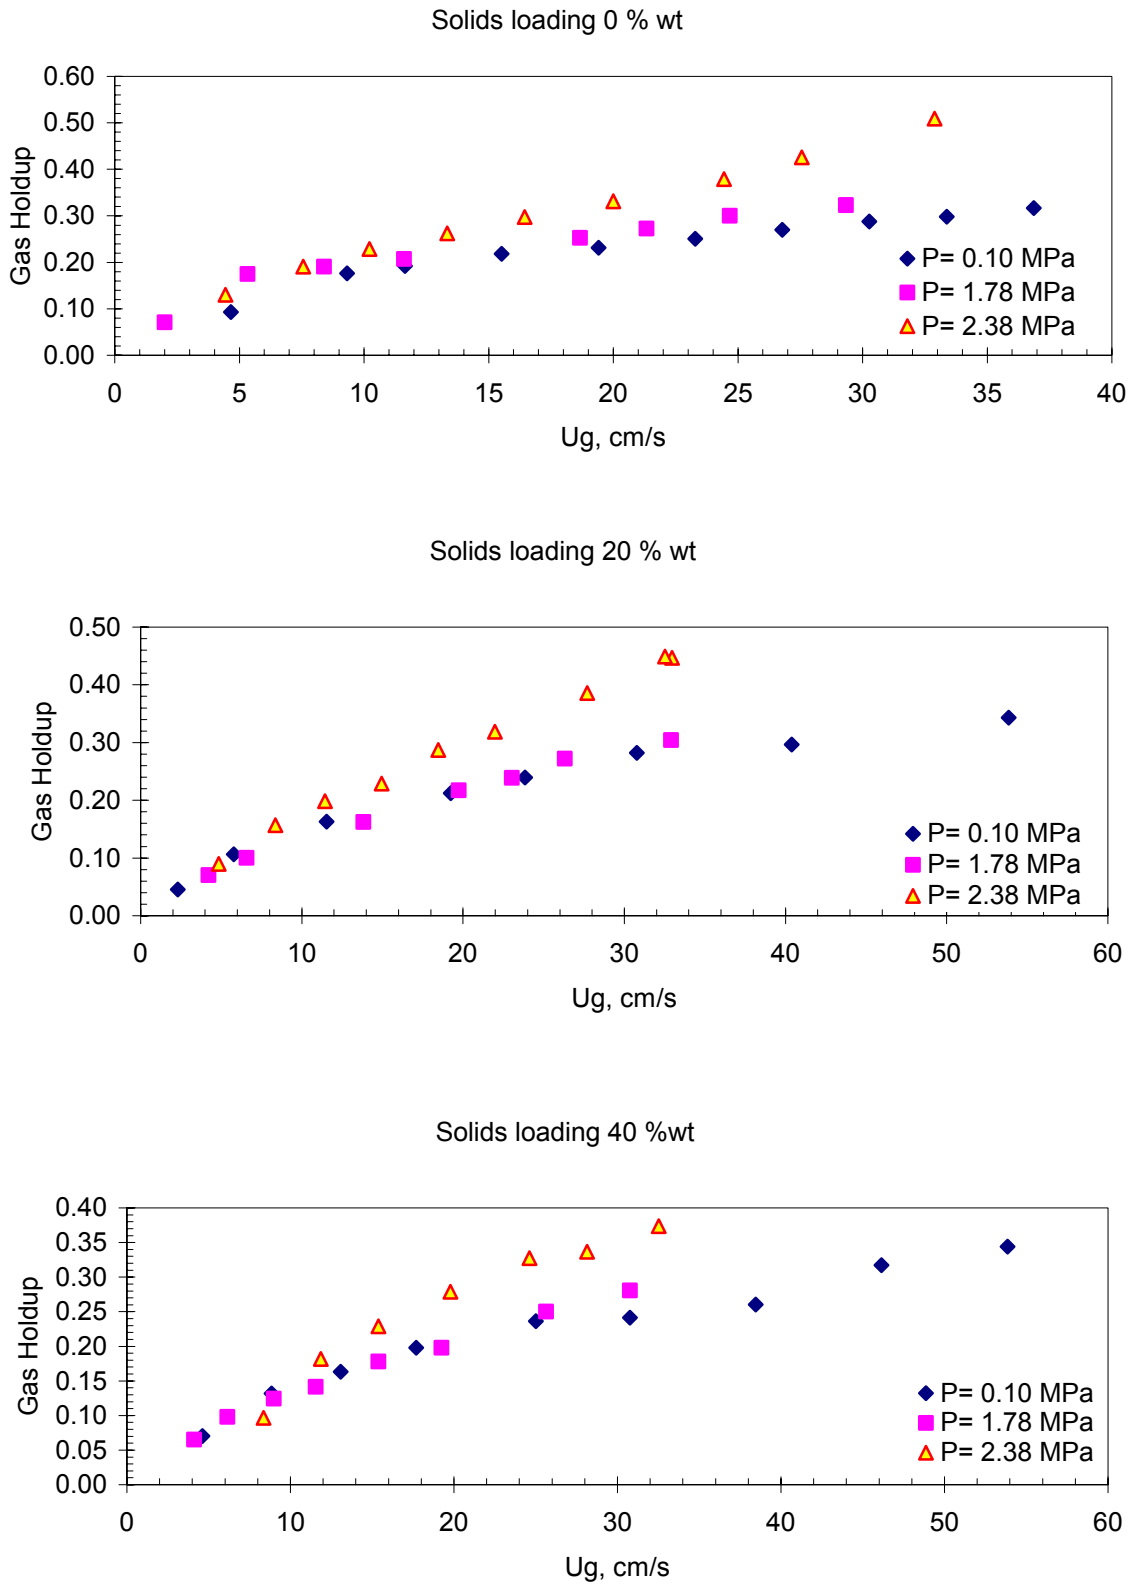 Solids loading 0 % wt
0.60
0.50
0.40
0.30
0.20
0.10
0.00
Gas Holdup
P= 0.10 MPa
P= 1.78 MPa
P= 2.38 MPa
0 5 10 15 20 25 30 35 40
Ug, cm/s
Solids loading 20 % wt
0.50
0.40
0.30
0.20
0.10
0.00
Gas Holdup
P= 0.10 MPa
P= 1.78 MPa
P= 2.38 MPa
0 10 20 30 40 50 60
Ug, cm/s
Solids loading 40 %wt
0.40
0.35
0.30
0.25
0.20
0.15
0.10
0.05
0.00
Gas Holdup
P= 0.10 MPa
P= 1.78 MPa
P= 2.38 MPa
0 10 20 30 40 50 60
Ug, cm/s